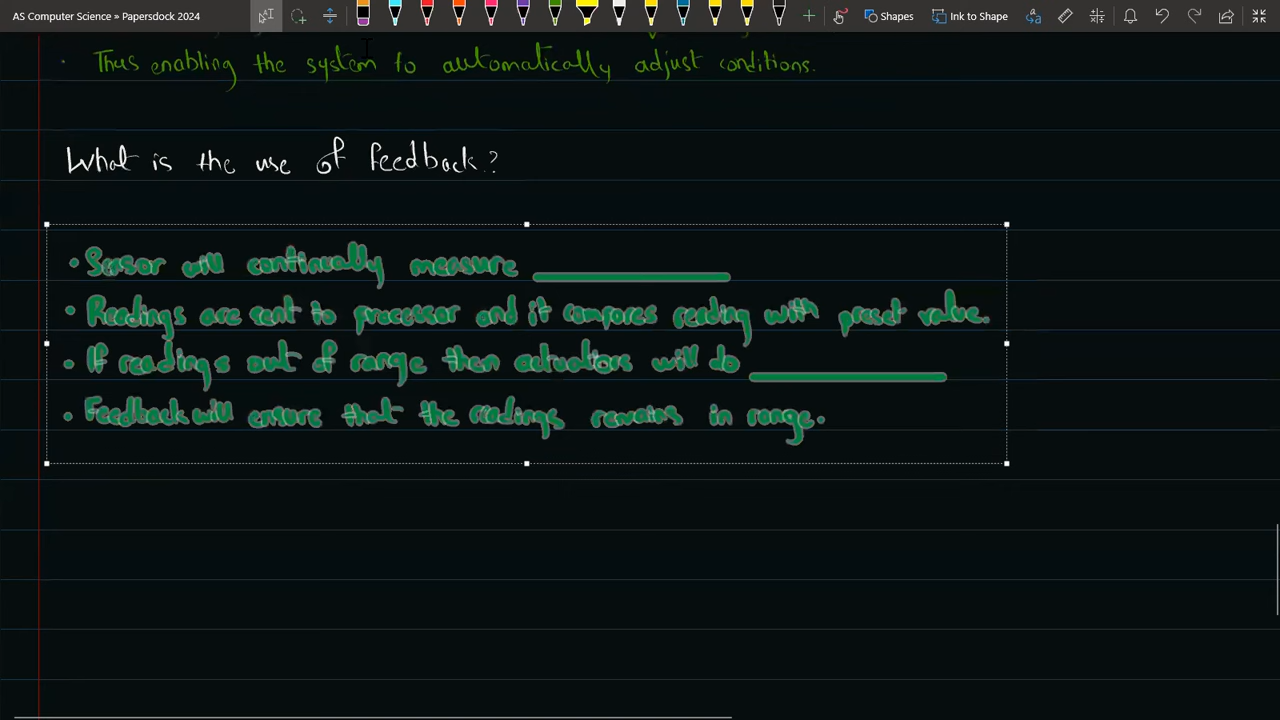 AS Computer Science » Papersdock 2024
Shapes
Ink to Shape
· Thus enabling the system to automatically adjust conditions.
What is the use of feedback?
• Sensor will continually measure
• Readings are sent to processor and it compares reading with preset value.
• If readings out of range then actuators will do
• Feedback will ensure that the readings remains in range.